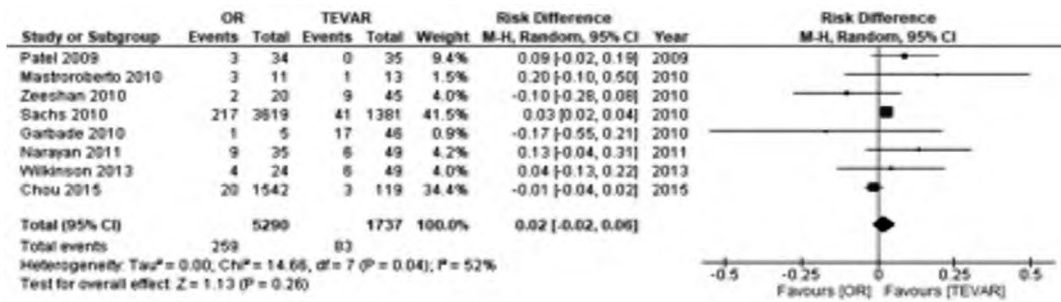 OR TEVAR Risk Difference Risk Difference
Study or Subgroup Events Total Events Total Weight M-H, Random, 95% CI Year M-H, Random, 95% CI
Patel 2009 3 34 0 35 9.4% 0.09 [-0.02, 0.19] 2009
Mastroroberto 2010 3 11 1 13 2.0% 0.20 [-0.10, 0.50] 2010
Zeeshan 2010 2 20 9 45 4.0% -0.10 [-0.28, 0.08] 2010
Sachs 2010 217 3619 41 1381 41.5% 0.03 [0.02, 0.04] 2010
Garbade 2010 1 5 17 46 0.9% -0.17 [-0.55, 0.21] 2010
Narayan 2011 9 35 6 49 4.2% 0.13 [-0.04, 0.31] 2011
Wilkinson 2013 4 24 6 49 3.6% 0.04 [-0.13, 0.22] 2013
Chou 2015 20 1542 3 119 34.4% -0.01 [-0.04, 0.02] 2015
Total (95% CI) 5290 1737 100.0% 0.02 [-0.02, 0.06]
Total events 259 83
Heterogeneity: Tau² = 0.00; Chi² = 14.66, df = 7 (P = 0.04); I² = 52%
Test for overall effect: Z = 1.13 (P = 0.26)
-0.5 -0.25 0 0.25 0.5
Favours [OR] Favours [TEVAR]